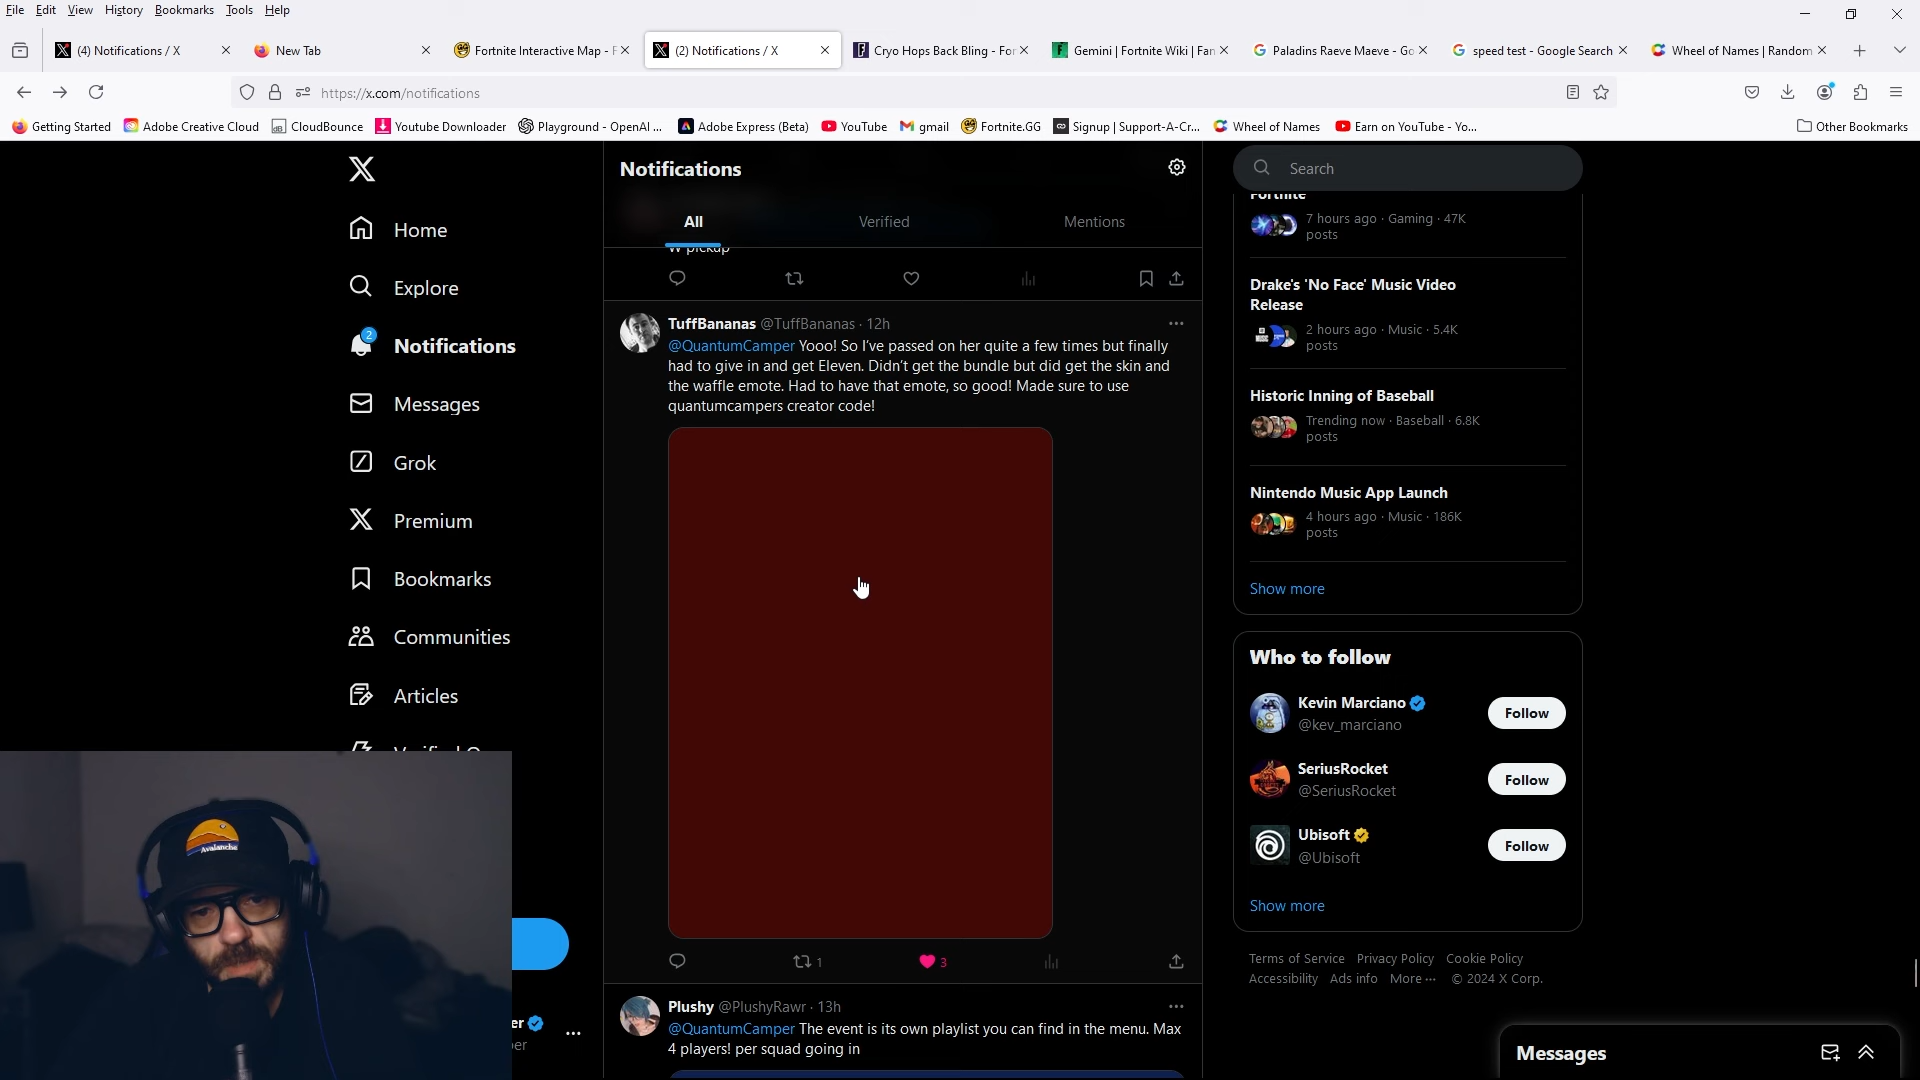 File Edit View History Bookmarks Tools Help
(4) Notifications / X
New Tab
Fortnite Interactive Map - F
(2) Notifications / X
Cryo Hops Back Bling - For
Gemini | Fortnite Wiki | Fan
Paladins Raeve Maeve - Go
speed test - Google Search
Wheel of Names | Random
https://x.com/notifications
Getting Started
Adobe Creative Cloud
CloudBounce
Youtube Downloader
Playground - OpenAI ...
Adobe Express (Beta)
YouTube
gmail
Fortnite.GG
Signup | Support-A-Cr...
Wheel of Names
Earn on YouTube - Yo...
Other Bookmarks
Home
Explore
2
Notifications
Messages
Grok
Premium
Bookmarks
Communities
Articles
Avalanche
Notifications
All
Verified
Mentions
W pickup
TuffBananas @TuffBananas · 12h
@QuantumCamper Yooo! So I've passed on her quite a few times but finally
had to give in and get Eleven. Didn't get the bundle but did get the skin and
the waffle emote. Had to have that emote, so good! Made sure to use
quantumcampers creator code!
1
3
Plushy @PlushyRawr · 13h
@QuantumCamper The event is its own playlist you can find in the menu. Max
4 players! per squad going in
Search
Fortnite
7 hours ago · Gaming · 47K
posts
Drake's 'No Face' Music Video
Release
2 hours ago · Music · 5.4K
posts
Historic Inning of Baseball
Trending now · Baseball · 6.8K
posts
Nintendo Music App Launch
4 hours ago · Music · 186K
posts
Show more
Who to follow
Kevin Marciano
@kev_marciano
Follow
SeriusRocket
@SeriusRocket
Follow
Ubisoft
@Ubisoft
Follow
Show more
Terms of Service Privacy Policy Cookie Policy
Accessibility Ads info More ··· © 2024 X Corp.
Messages